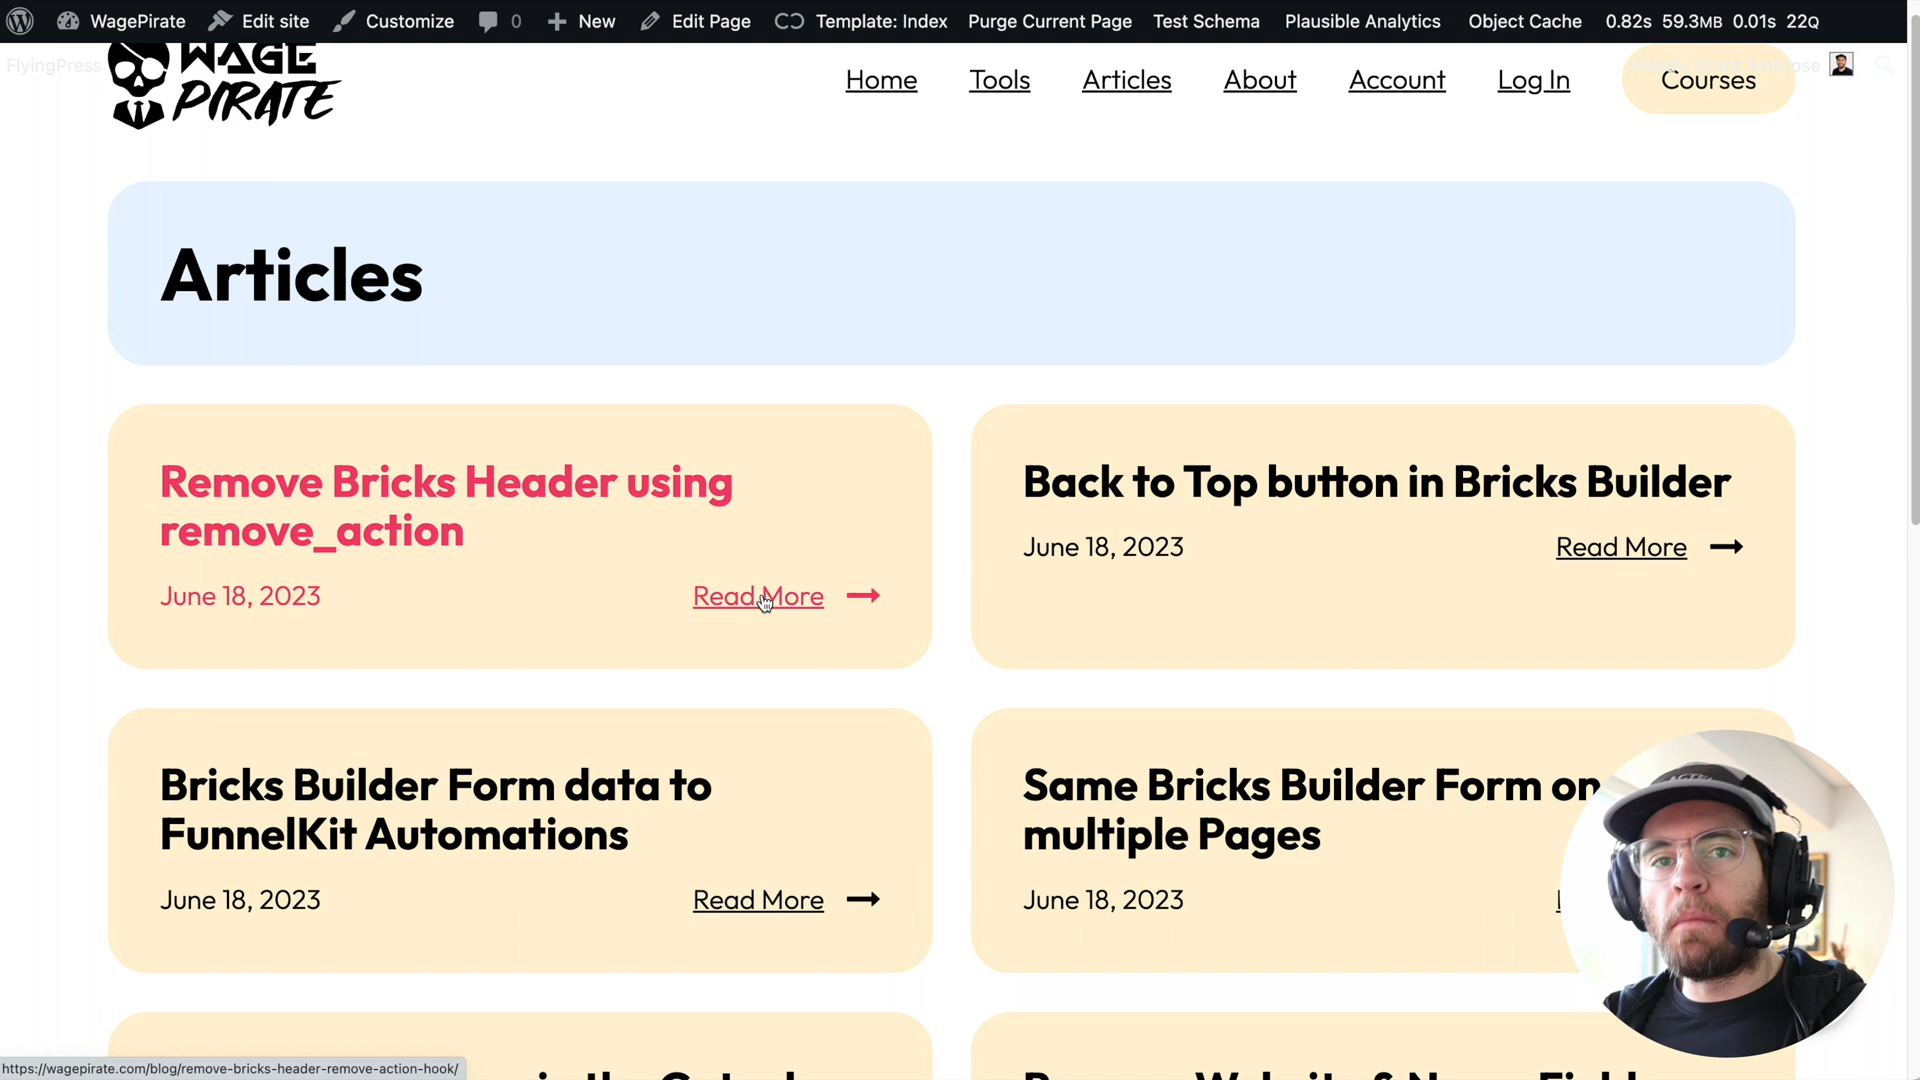 WagePirate Edit site Customize 0 New Edit Page Template: Index Purge Current Page Test Schema Plausible Analytics Object Cache 0.82s 59.3MB 0.01s 22Q
FlyingPress
WAGE
PIRATE
Home Tools Articles About Account Log In Courses
Articles
Remove Bricks Header using
remove_action
June 18, 2023 Read More
Back to Top button in Bricks Builder
June 18, 2023 Read More
Bricks Builder Form data to
FunnelKit Automations
June 18, 2023 Read More
Same Bricks Builder Form on
multiple Pages
June 18, 2023
https://wagepirate.com/blog/remove-bricks-header-remove-action-hook/